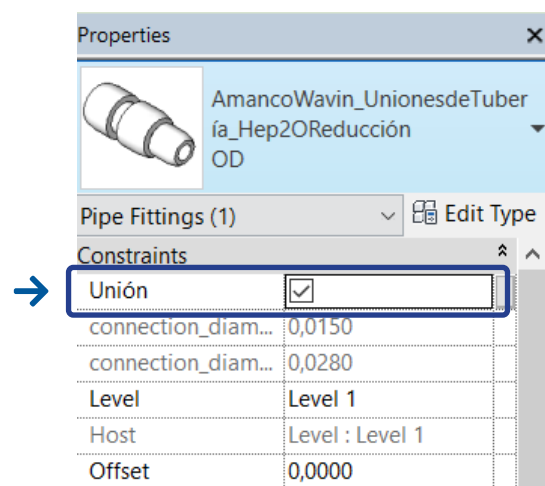 Properties
AmancoWavin_UnionesdeTuber
ía_Hep2OReducción
OD
Pipe Fittings (1) Edit Type
Constraints
Unión
connection_diam... 0,0150
connection_diam... 0,0280
Level Level 1
Host Level : Level 1
Offset 0,0000